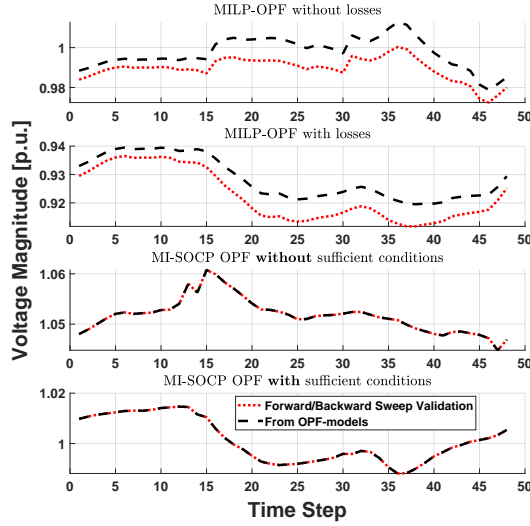 MILP-OPF without losses
1
0.98
0 5 10 15 20 25 30 35 40 45 50
MILP-OPF with losses
0.94
0.92
0 5 10 15 20 25 30 35 40 45 50
MI-SOCP OPF without sufficient conditions
1.06
1.05
0 5 10 15 20 25 30 35 40 45 50
MI-SOCP OPF with sufficient conditions
1.02
1
0 5 10 15 20 25 30 35 40 45 50
Forward/Backward Sweep Validation
From OPF-models
Time Step
Voltage Magnitude [p.u.]